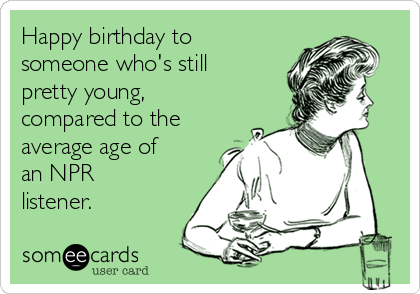 Happy birthday to
someone who's still
pretty young,
compared to the
average age of
an NPR
listener.
someecards
user card